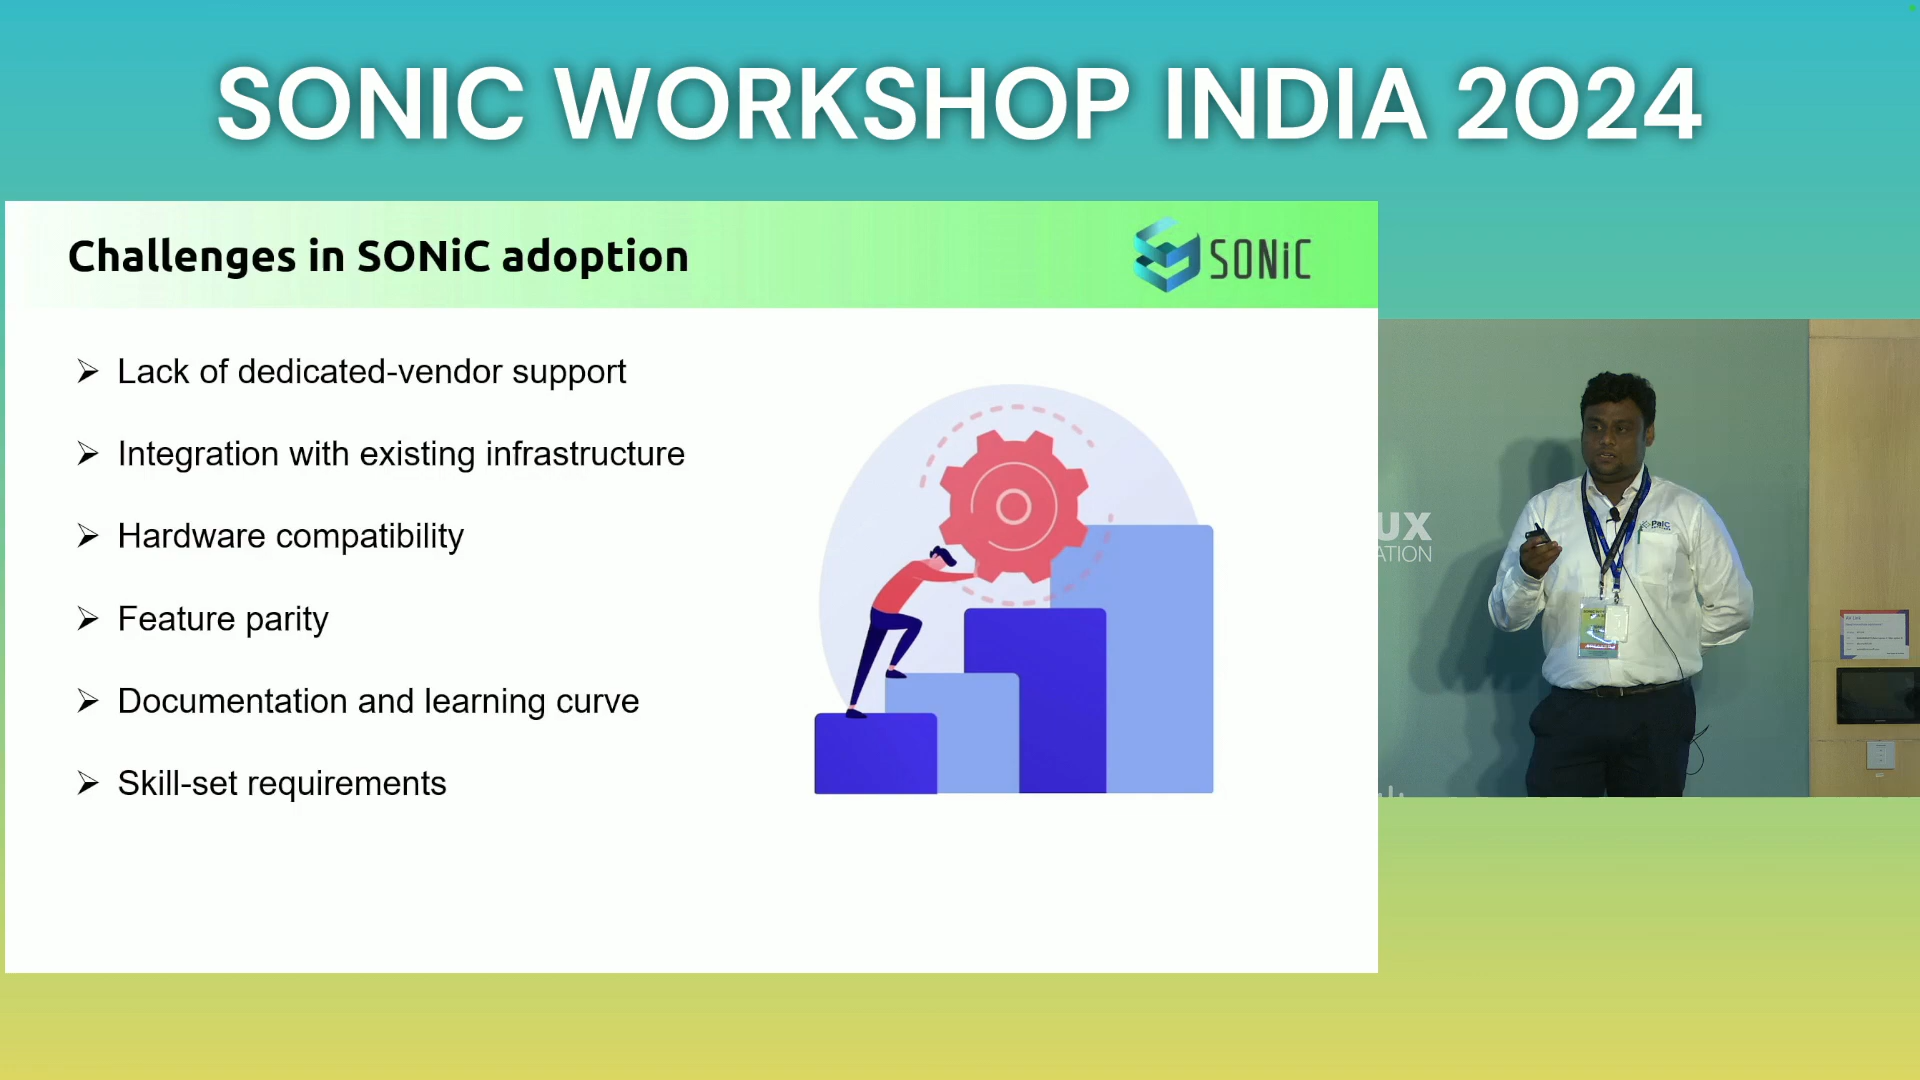 SONIC WORKSHOP INDIA 2024
Challenges in SONiC adoption
SONiC
Lack of dedicated-vendor support
Integration with existing infrastructure
Hardware compatibility
Feature parity
Documentation and learning curve
Skill-set requirements
UX
ATION
PalC